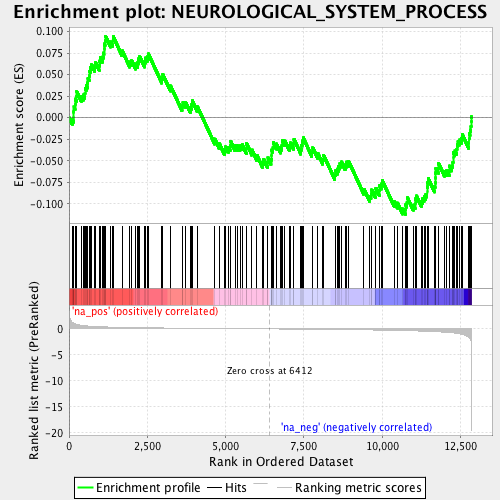 Enrichment plot: NEUROLOGICAL_SYSTEM_PROCESS
Enrichment score (ES)
0.100
0.075
0.050
0.025
0.000
-0.025
-0.050
-0.075
-0.100
'na_pos' (positively correlated)
Ranked list metric (PreRanked)
0
-5
-10
-15
-20
Zero cross at 6412
'na_neg' (negatively correlated)
0
2,500
5,000
7,500
10,000
12,500
Rank in Ordered Dataset
Enrichment profile
Hits
Ranking metric scores